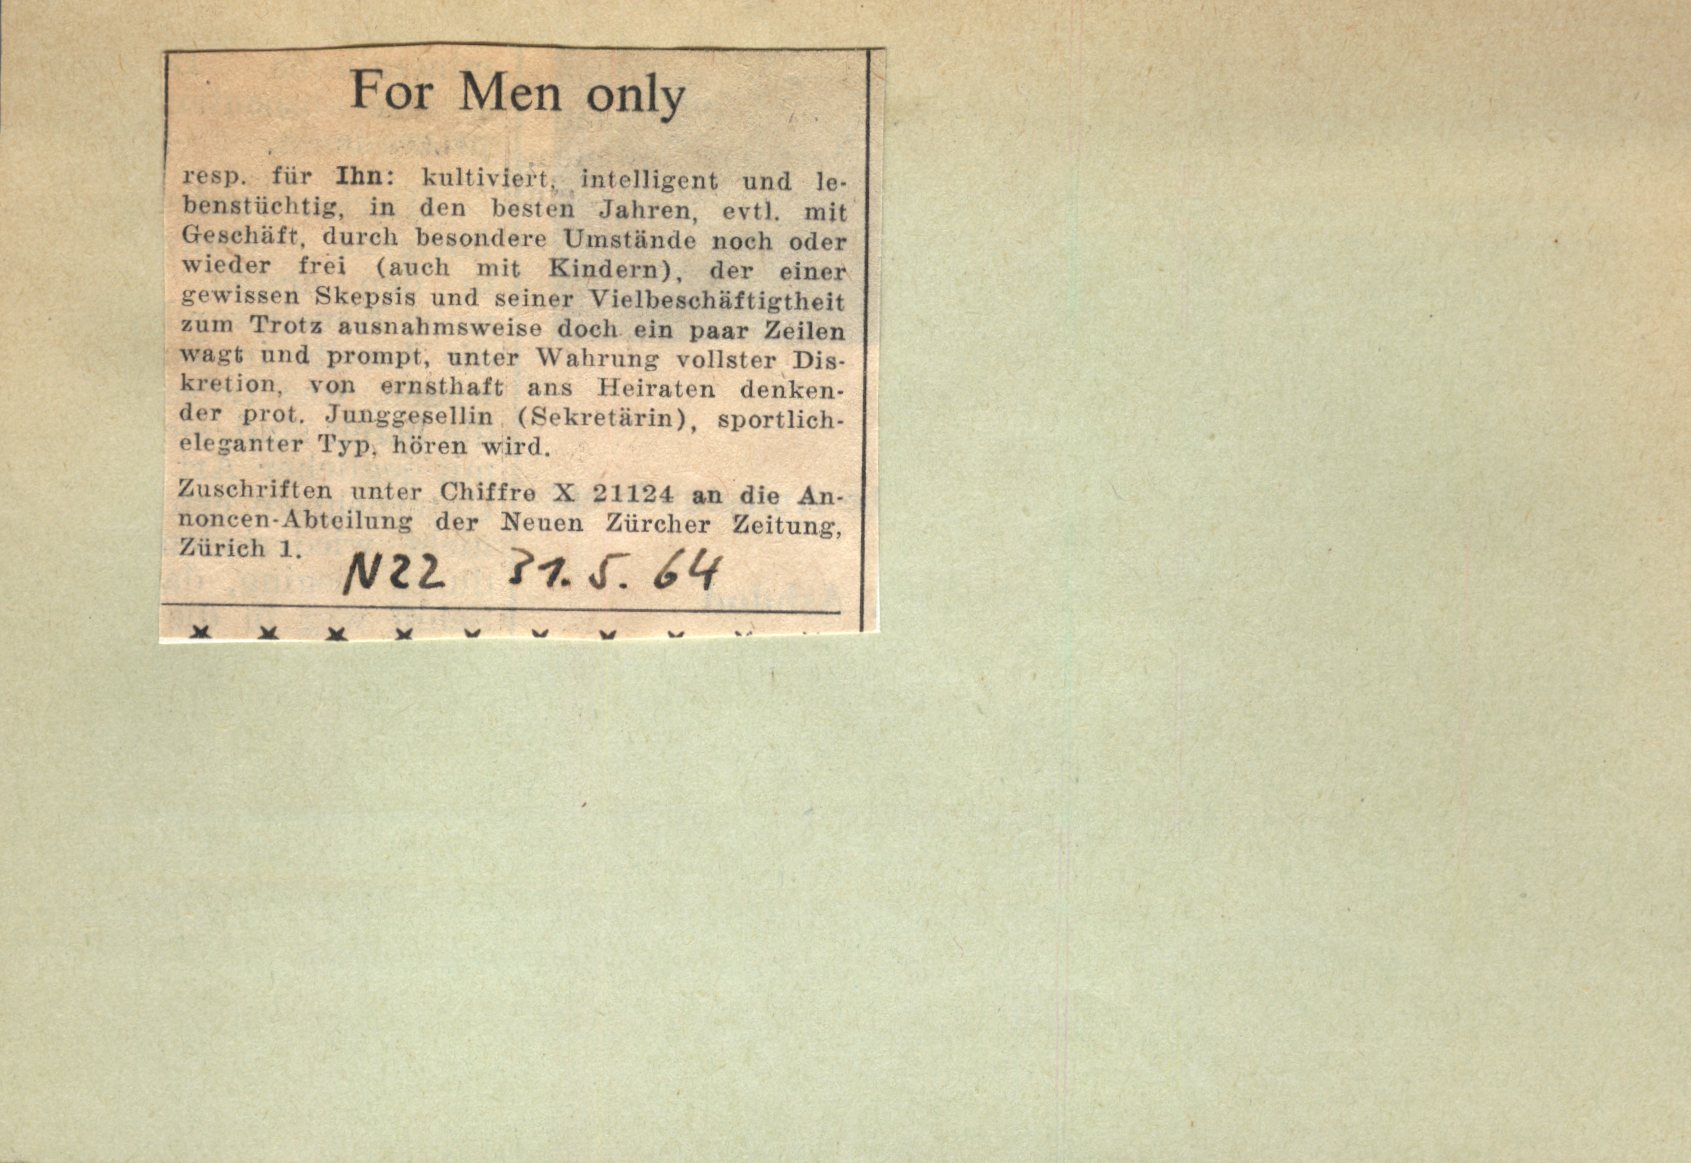 For Men only
resp. für Ihn: kultiviert, intelligent und le-
benstüchtig, in den besten Jahren, evtl. mit
Geschäft, durch besondere Umstände noch oder
wieder frei (auch mit Kindern), der einer
gewissen Skepsis und seiner Vielbeschäftigtheit
zum Trotz ausnahmsweise doch ein paar Zeilen
wagt und prompt, unter Wahrung vollster Dis-
kretion, von ernsthaft ans Heiraten denken-
der prot. Junggesellin (Sekretärin), sportlich-
eleganter Typ, hören wird.
Zuschriften unter Chiffre X 21124 an die An-
noncen-Abteilung der Neuen Zürcher Zeitung,
Zürich 1.
NZZ 31.5.64